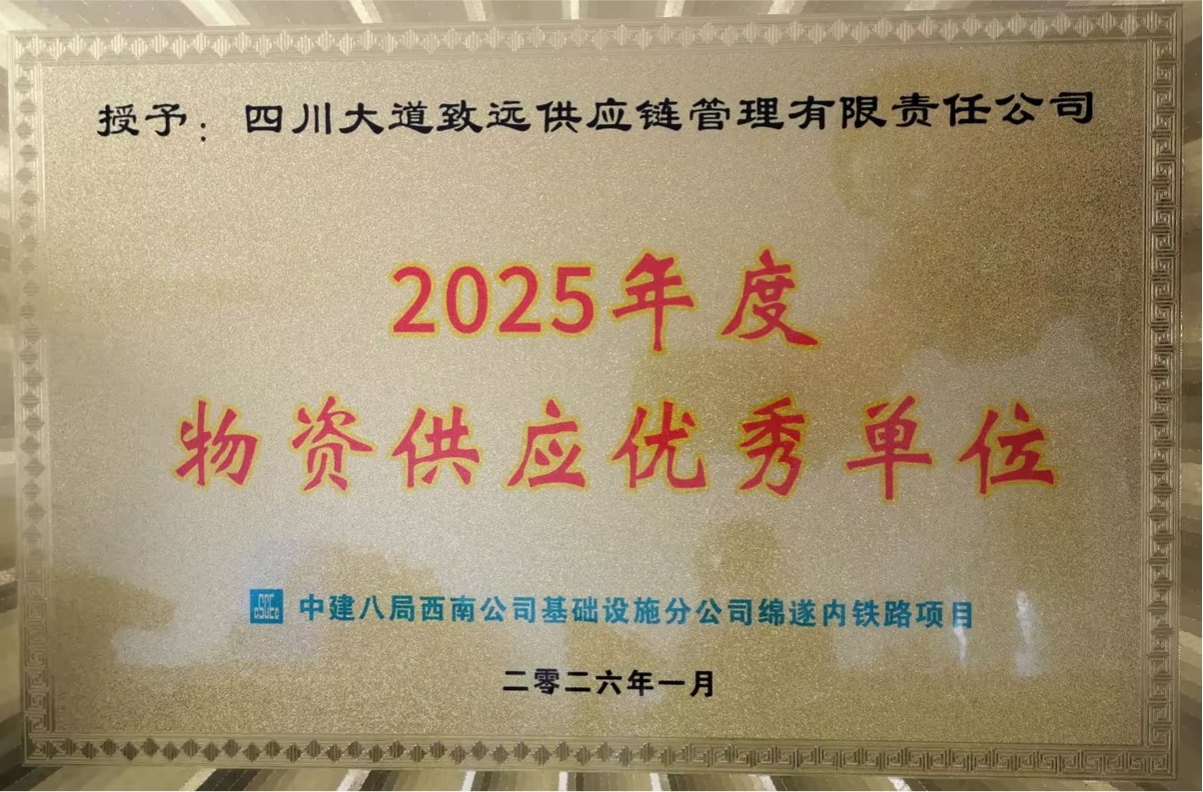 授予：四川大道致远供应链管理有限责任公司
2025年度
物资供应优秀单位
中建八局西南公司基础设施分公司绵遂内铁路项目
二零二六年一月